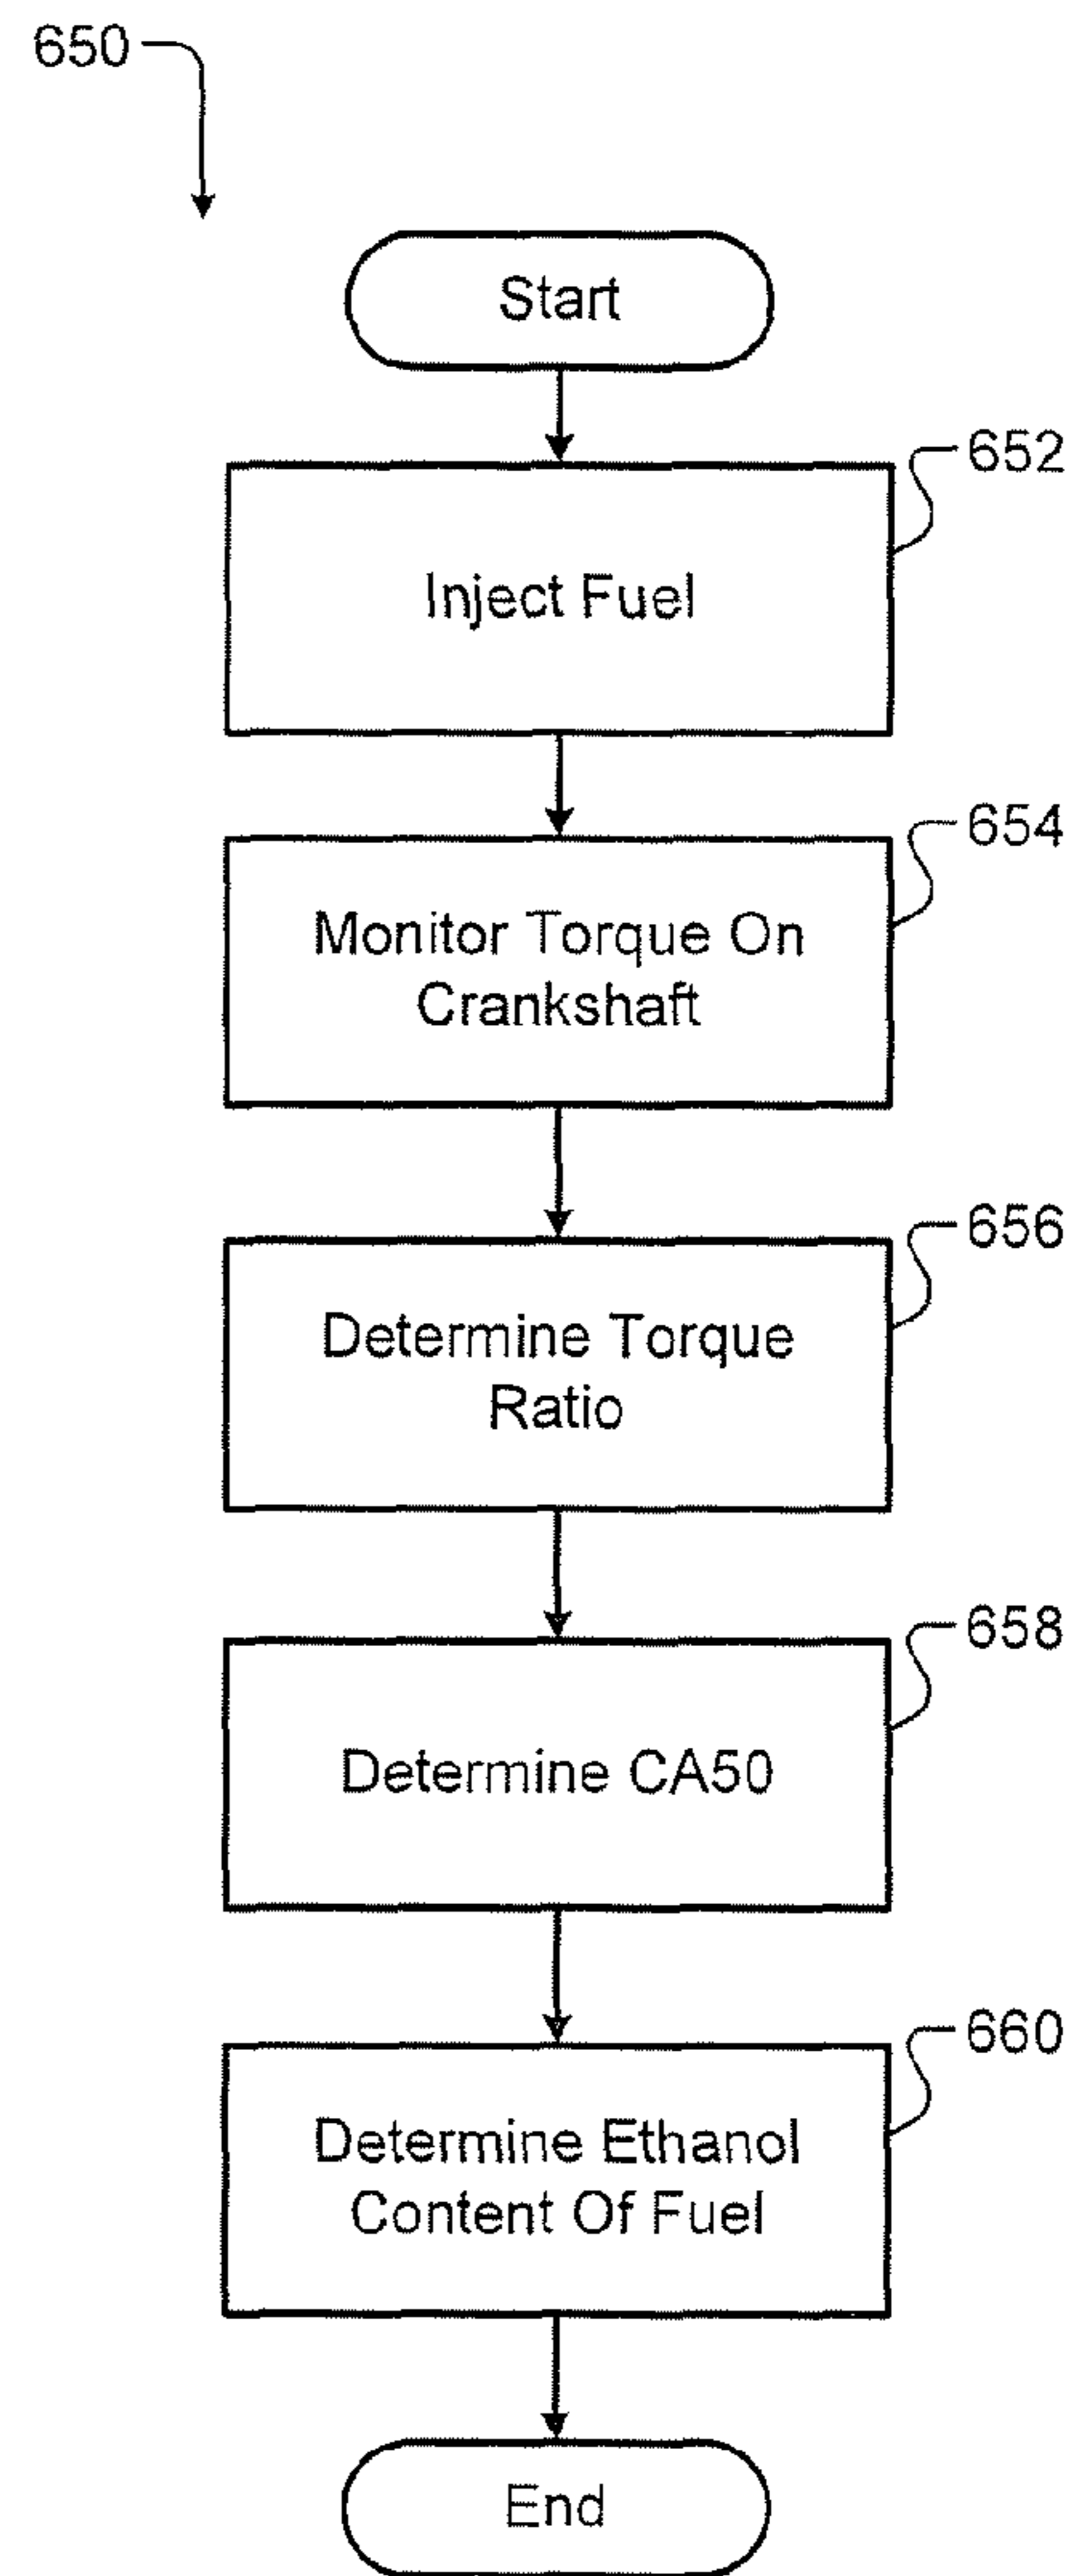 650
Start
652
Inject Fuel
654
Monitor Torque On
Crankshaft
656
Determine Torque
Ratio
658
Determine CA50
660
Determine Ethanol
Content Of Fuel
End